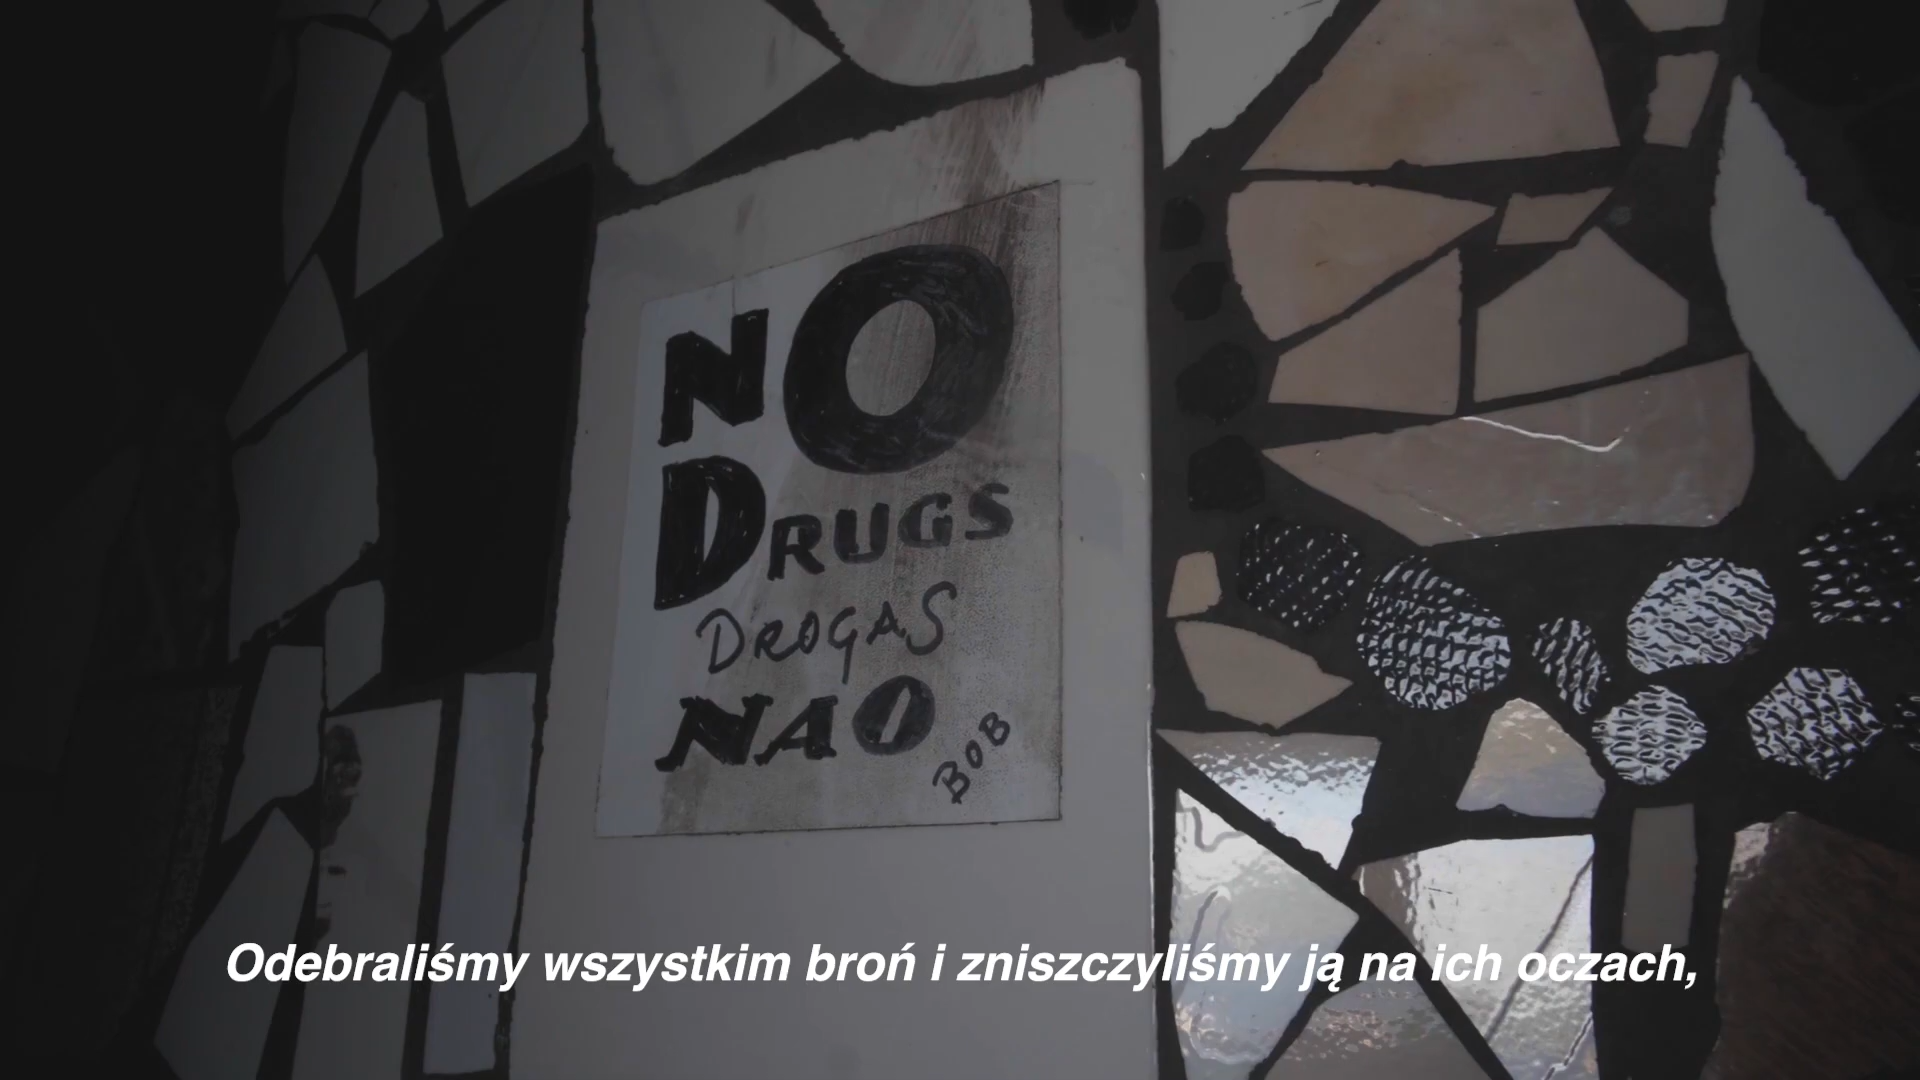 NO
DRUGS
DROGAS
NAO
BOB
Odebraliśmy wszystkim broń i zniszczyliśmy ją na ich oczach,